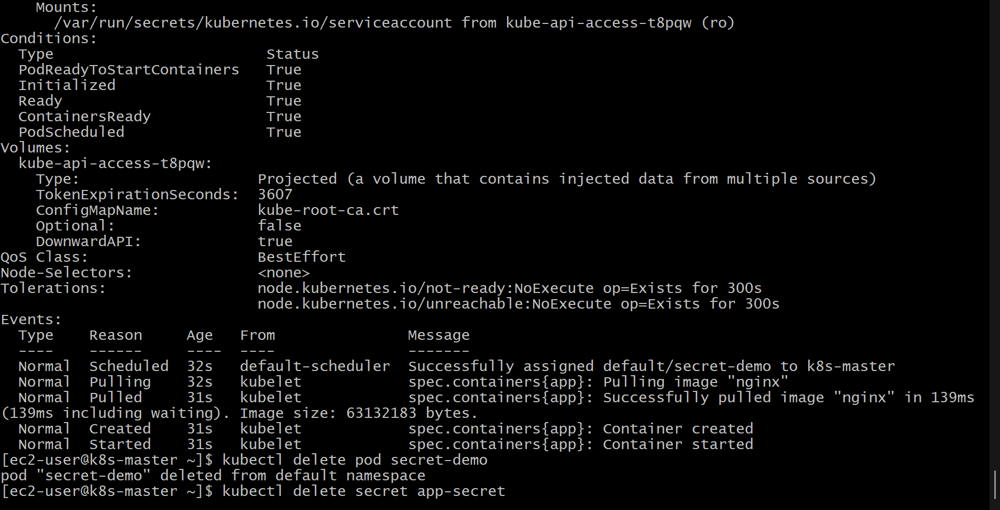 Mounts:
      /var/run/secrets/kubernetes.io/serviceaccount from kube-api-access-t8pqw (ro)
Conditions:
  Type                        Status
  PodReadyToStartContainers   True
  Initialized                 True
  Ready                       True
  ContainersReady             True
  PodScheduled                True
Volumes:
  kube-api-access-t8pqw:
    Type:                    Projected (a volume that contains injected data from multiple sources)
    TokenExpirationSeconds:  3607
    ConfigMapName:           kube-root-ca.crt
    Optional:                false
    DownwardAPI:             true
QoS Class:                   BestEffort
Node-Selectors:              <none>
Tolerations:                 node.kubernetes.io/not-ready:NoExecute op=Exists for 300s
                             node.kubernetes.io/unreachable:NoExecute op=Exists for 300s
Events:
  Type    Reason     Age   From               Message
  ----    ------     ----  ----               -------
  Normal  Scheduled  32s   default-scheduler  Successfully assigned default/secret-demo to k8s-master
  Normal  Pulling    32s   kubelet            spec.containers{app}: Pulling image "nginx"
  Normal  Pulled     31s   kubelet            spec.containers{app}: Successfully pulled image "nginx" in 139ms
(139ms including waiting). Image size: 63132183 bytes.
  Normal  Created    31s   kubelet            spec.containers{app}: Container created
  Normal  Started    31s   kubelet            spec.containers{app}: Container started
[ec2-user@k8s-master ~]$ kubectl delete pod secret-demo
pod "secret-demo" deleted from default namespace
[ec2-user@k8s-master ~]$ kubectl delete secret app-secret